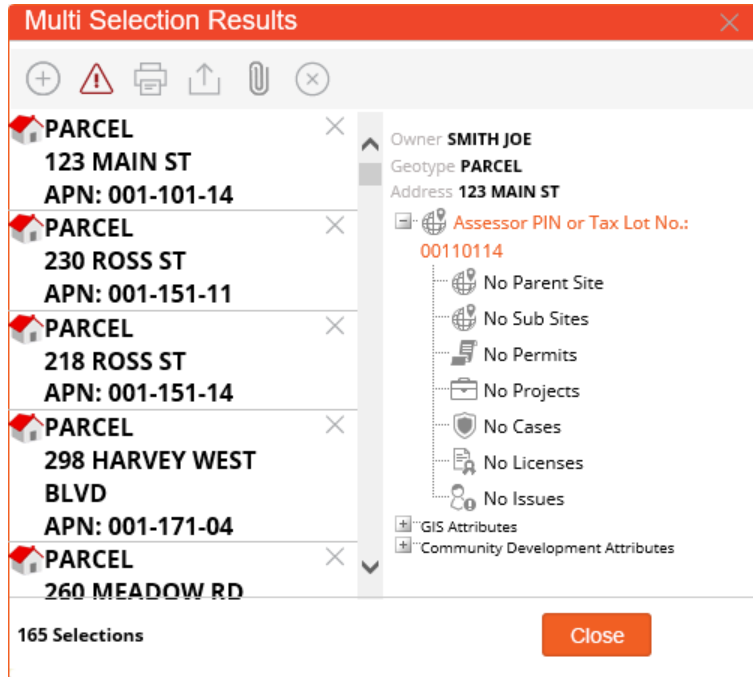 Multi Selection Results
PARCEL
123 MAIN ST
APN: 001-101-14
PARCEL
230 ROSS ST
APN: 001-151-11
PARCEL
218 ROSS ST
APN: 001-151-14
PARCEL
298 HARVEY WEST
BLVD
APN: 001-171-04
PARCEL
260 MEADOW RD
Owner SMITH JOE
Geotype PARCEL
Address 123 MAIN ST
Assessor PIN or Tax Lot No.:
00110114
No Parent Site
No Sub Sites
No Permits
No Projects
No Cases
No Licenses
No Issues
GIS Attributes
Community Development Attributes
165 Selections
Close